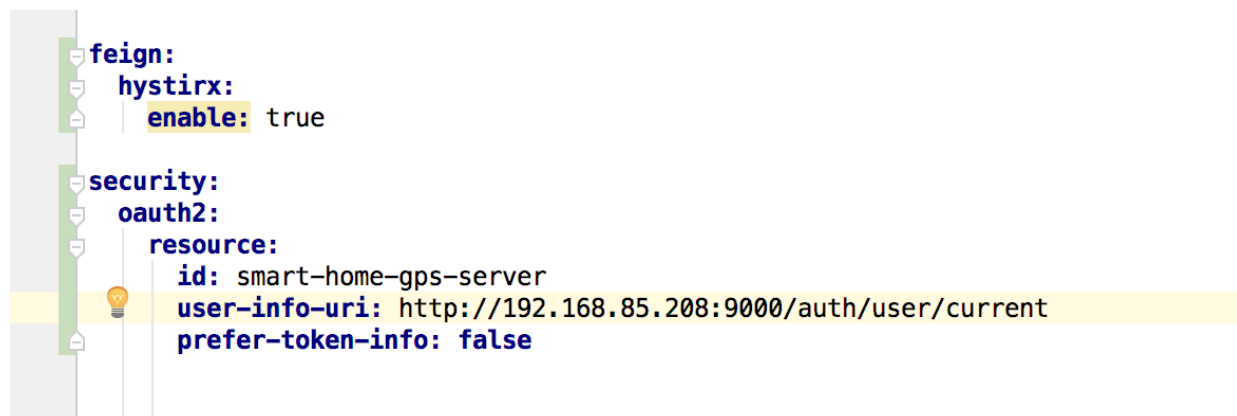 feign:
  hystirx:
    enable: true
security:
  oauth2:
    resource:
      id: smart-home-gps-server
      user-info-uri: http://192.168.85.208:9000/auth/user/current
      prefer-token-info: false